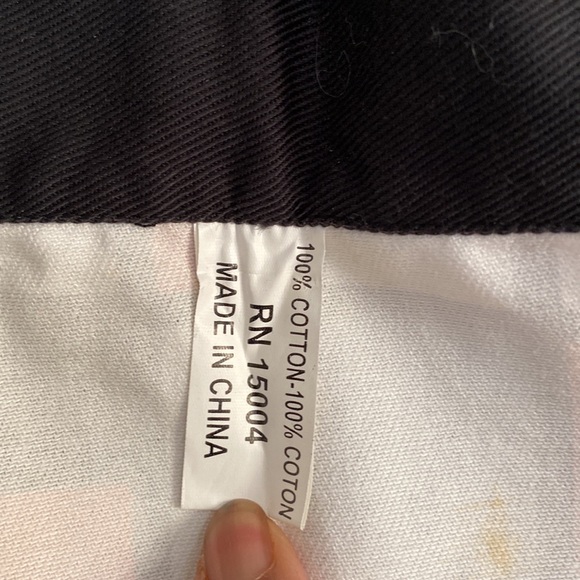 100% COTTON-100% COTON
RN 15004
MADE IN CHINA